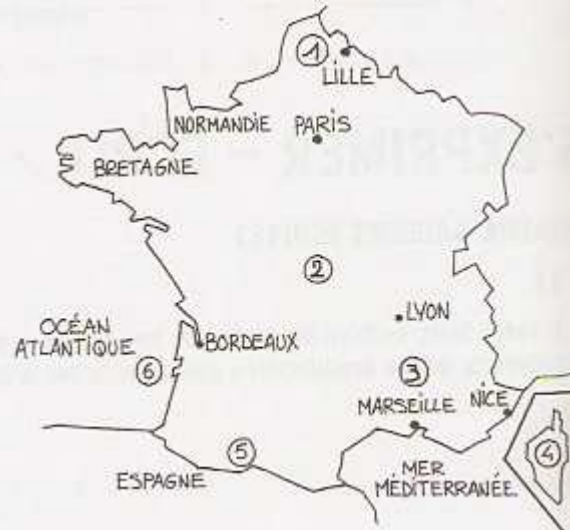 1
LILLE
NORMANDIE
PARIS
BRETAGNE
2
LYON
OCÉAN
ATLANTIQUE
BORDEAUX
6
3
MARSEILLE
NICE
4
5
ESPAGNE
MER
MÉDITERRANÉE